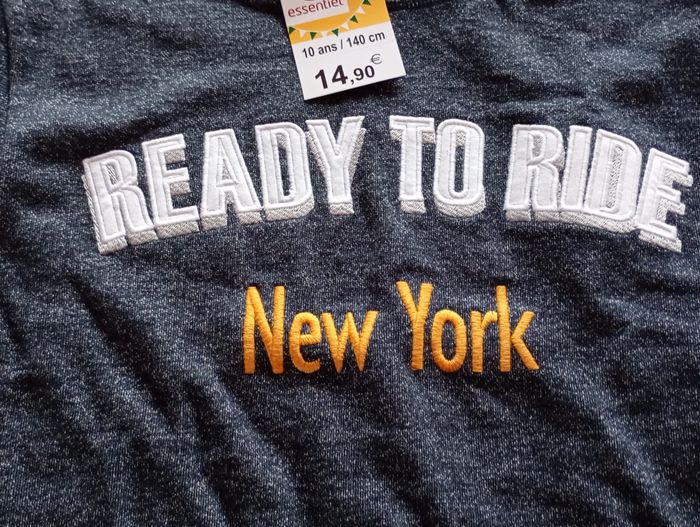 essentiel
10 ans / 140 cm
14,90€
READY TO RIDE
New York